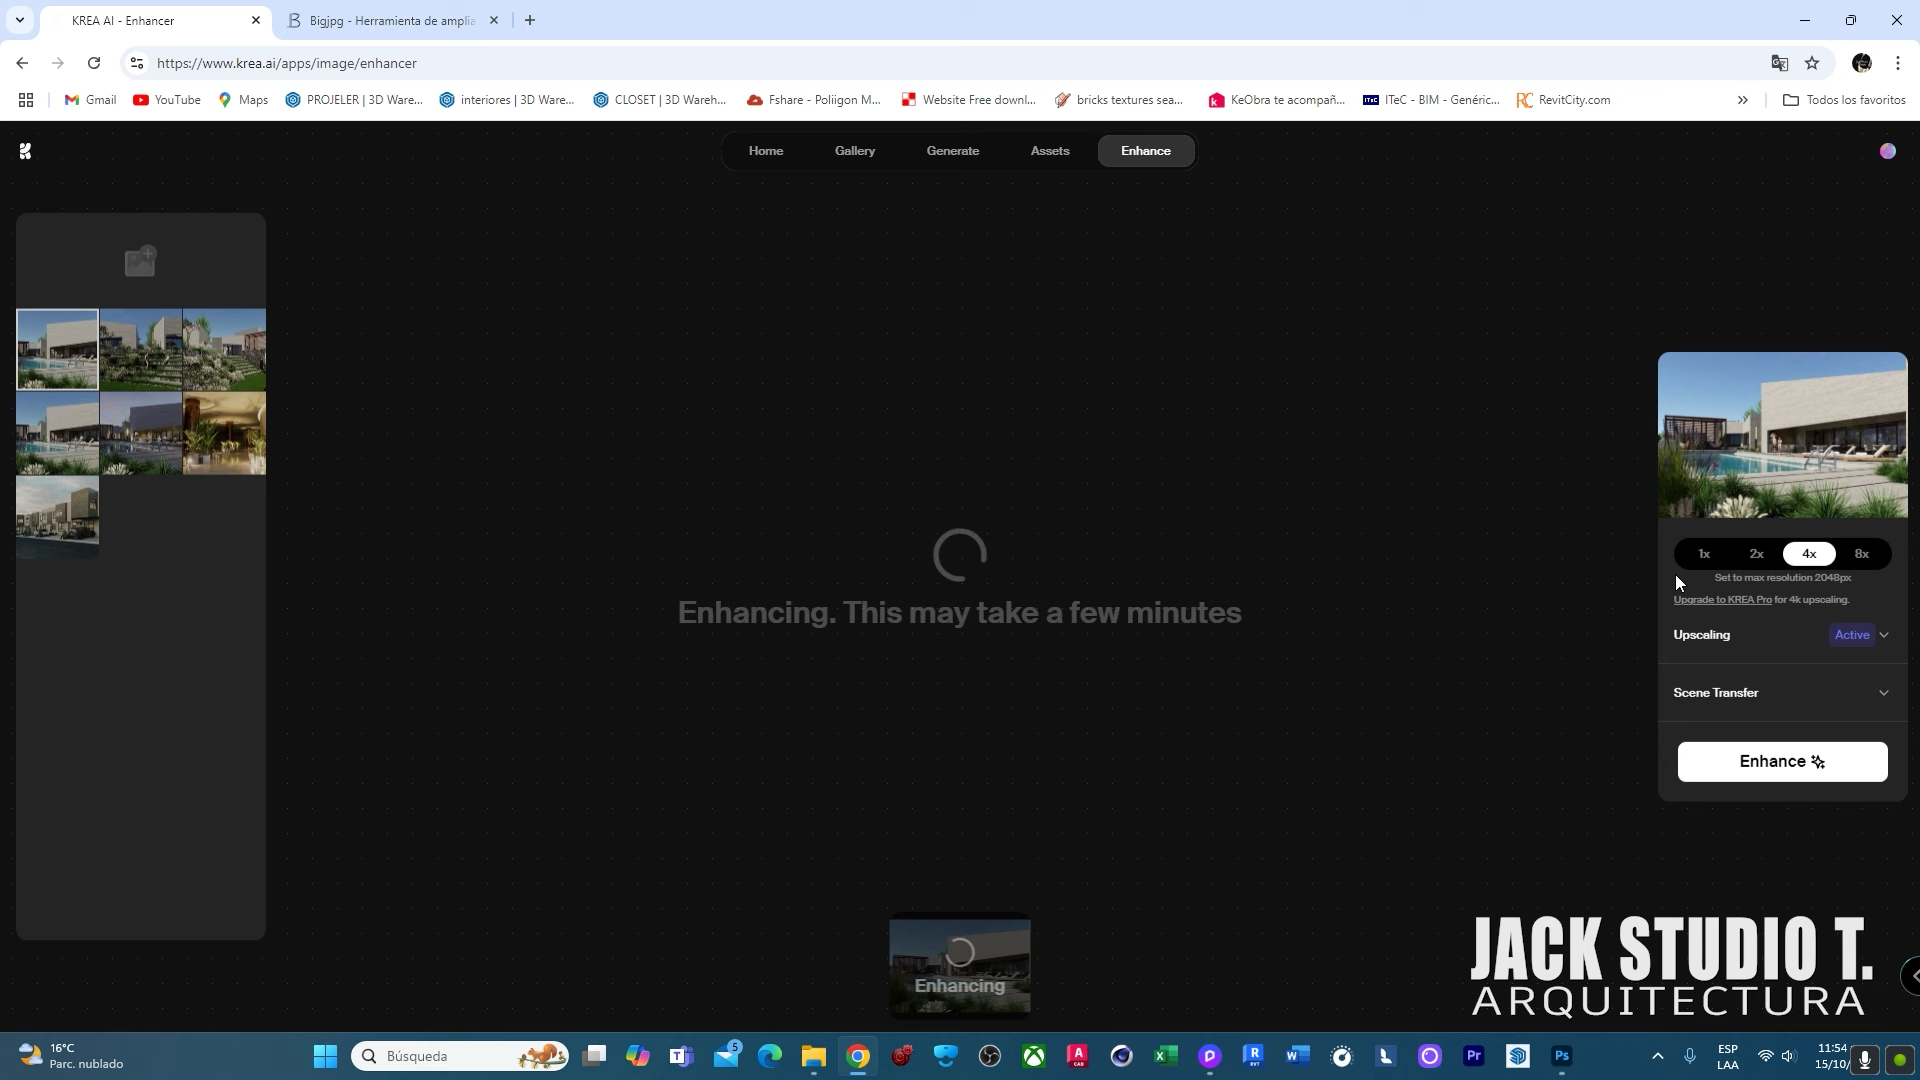 KREA AI - Enhancer
Bigjpg - Herramienta de amplia
https://www.krea.ai/apps/image/enhancer
Gmail
YouTube
Maps
PROJELER | 3D Ware...
interiores | 3D Ware...
CLOSET | 3D Wareh...
Fshare - Poliigon M...
Website Free downl...
bricks textures sea...
KeObra te acompañ...
ITeC - BIM - Genéric...
RevitCity.com
Todos los favoritos
Home
Gallery
Generate
Assets
Enhance
Enhancing. This may take a few minutes
1x
2x
4x
8x
Set to max resolution 2048px
Upgrade to KREA Pro for 4k upscaling.
Upscaling
Active
Scene Transfer
Enhance
Enhancing
JACK STUDIO T.
ARQUITECTURA
16°C
Parc. nublado
Búsqueda
5
ESP
LAA
11:54
15/10/